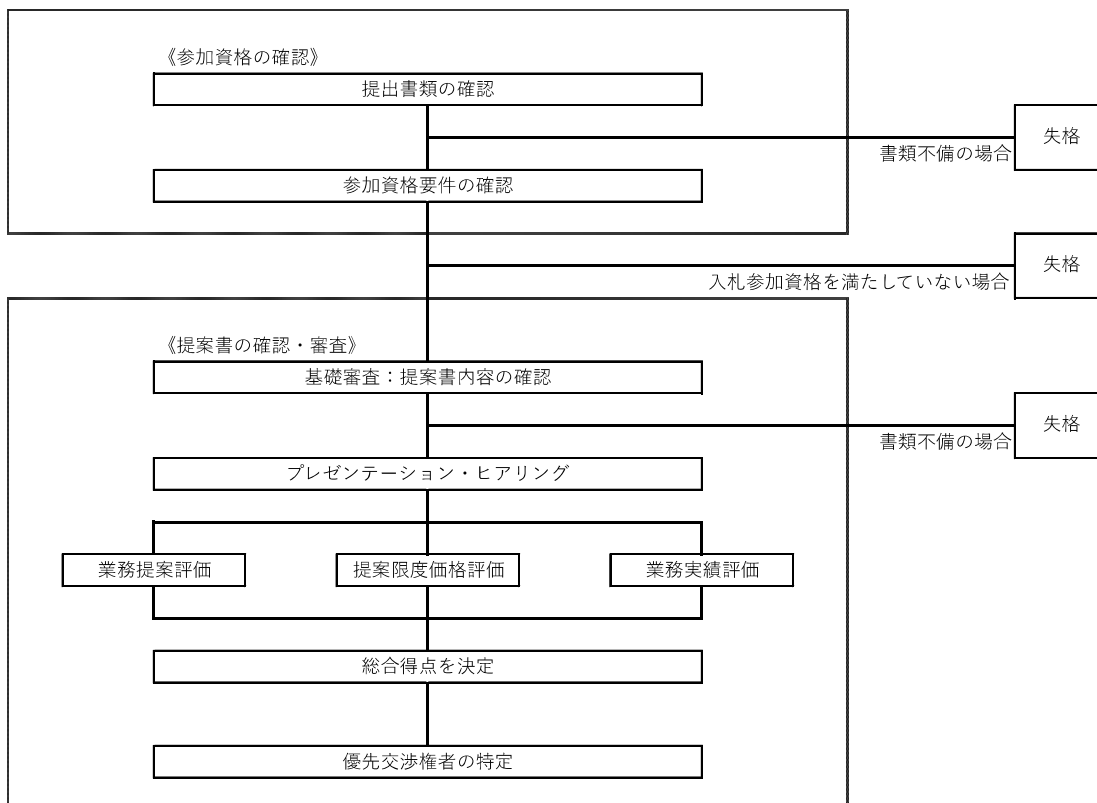 《参加資格の確認》
提出書類の確認
失格
書類不備の場合
参加資格要件の確認
失格
入札参加資格を満たしていない場合
《提案書の確認・審査》
基礎審査：提案書内容の確認
失格
書類不備の場合
プレゼンテーション・ヒアリング
業務提案評価
提案限度価格評価
業務実績評価
総合得点を決定
優先交渉権者の特定